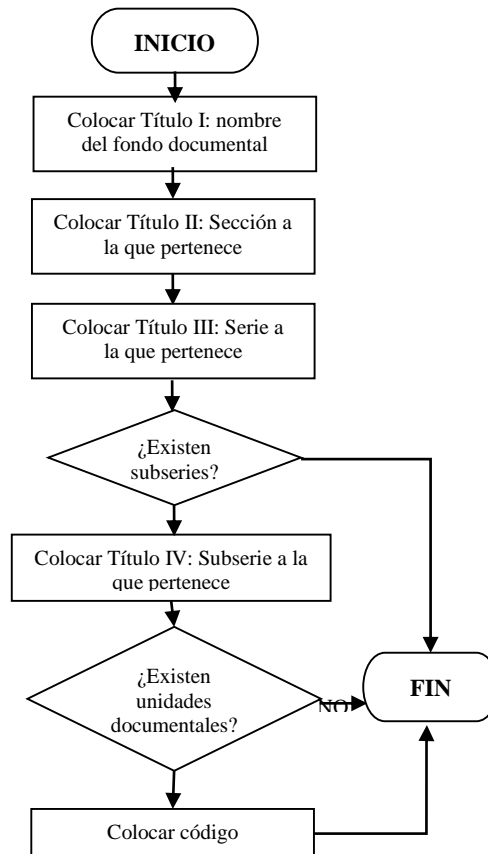 INICIO
Colocar Título I: nombre
del fondo documental
Colocar Título II: Sección a
la que pertenece
Colocar Título III: Serie a
la que pertenece
¿Existen
subseries?
Colocar Título IV: Subserie a la
que pertenece
¿Existen
unidades
documentales?
NO
FIN
Colocar código